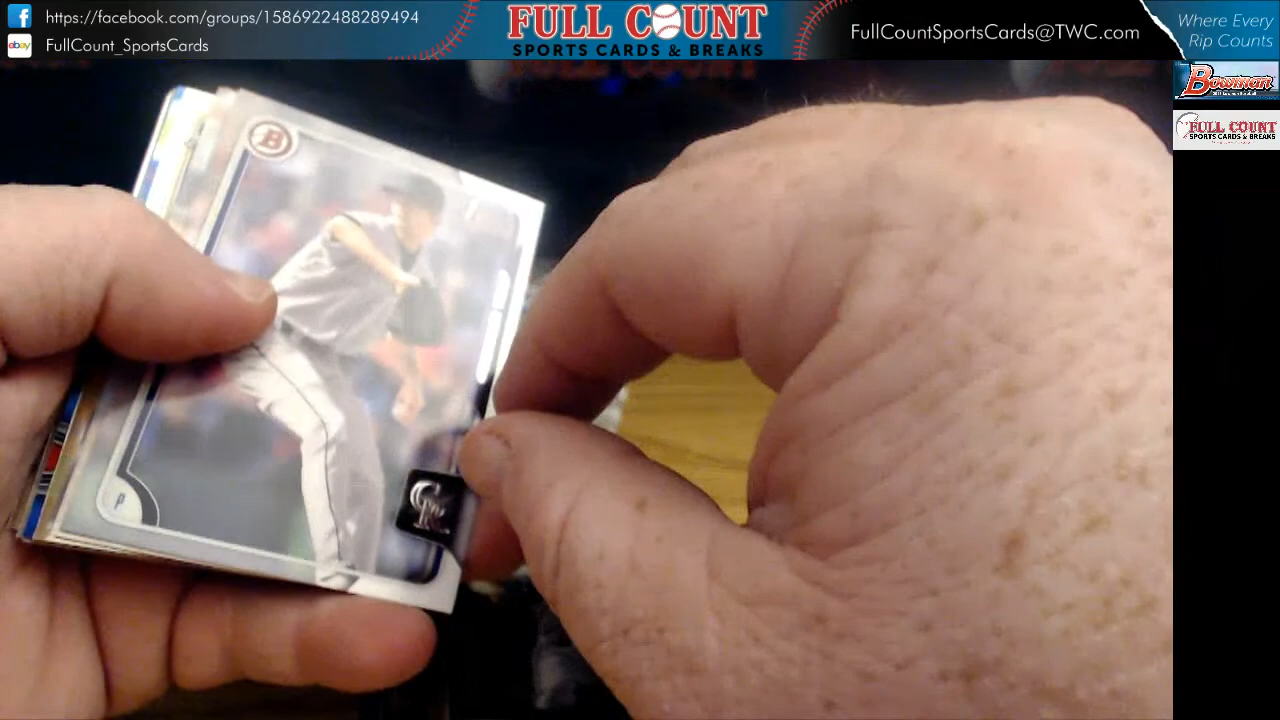 https://facebook.com/groups/1586922488289494
FullCount_SportsCards
FULL COUNT
SPORTS CARDS & BREAKS
FullCountSportsCards@TWC.com
Where Every
Rip Counts
Bowman
FULL COUNT
SPORTS CARDS & BREAKS
B
P
CR